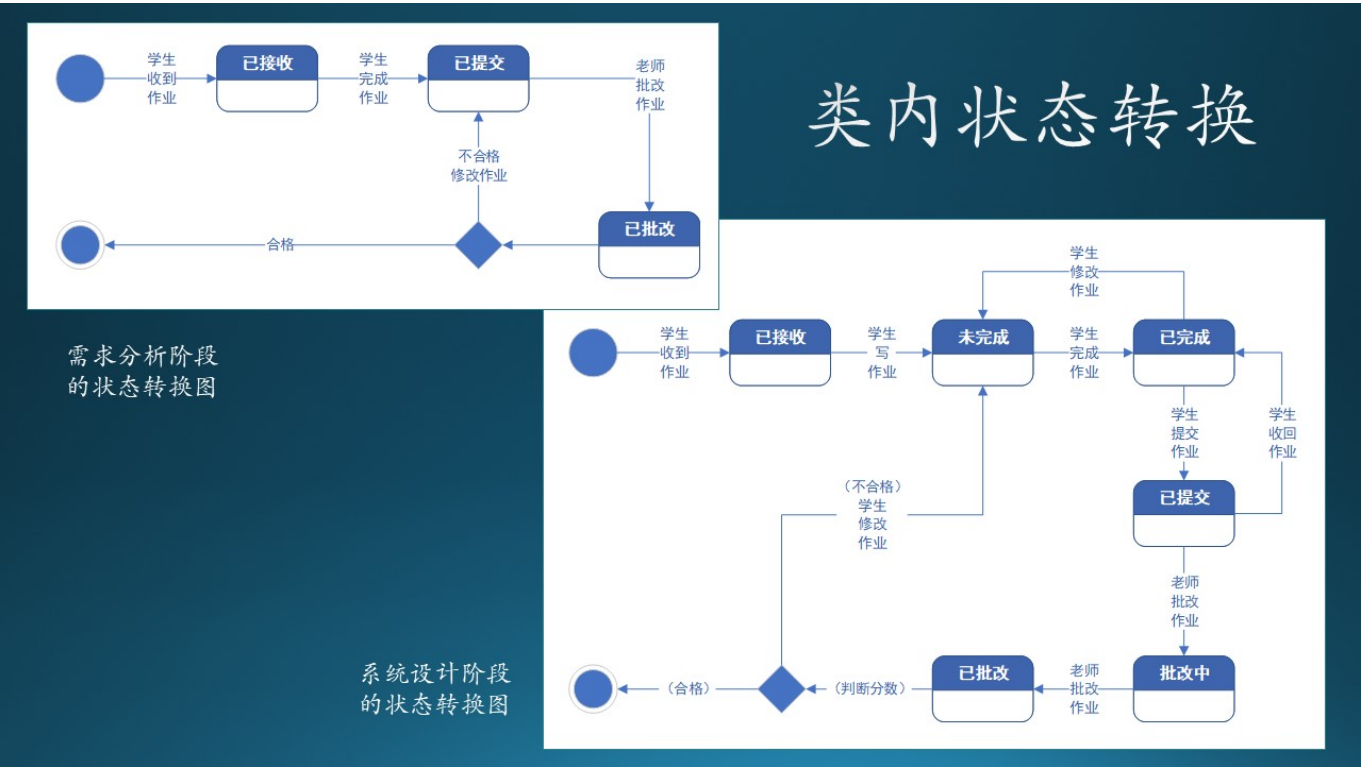 类内状态转换
学生
收到
作业
已接收
学生
完成
作业
已提交
老师
批改
作业
不合格
修改作业
已批改
合格
需求分析阶段
的状态转换图
学生
修改
作业
学生
收到
作业
已接收
学生
写
作业
未完成
学生
完成
作业
已完成
学生
提交
作业
学生
收回
作业
(不合格)
学生
修改
作业
已提交
老师
批改
作业
系统设计阶段
的状态转换图
(合格)
(判断分数)
已批改
老师
批改
作业
批改中